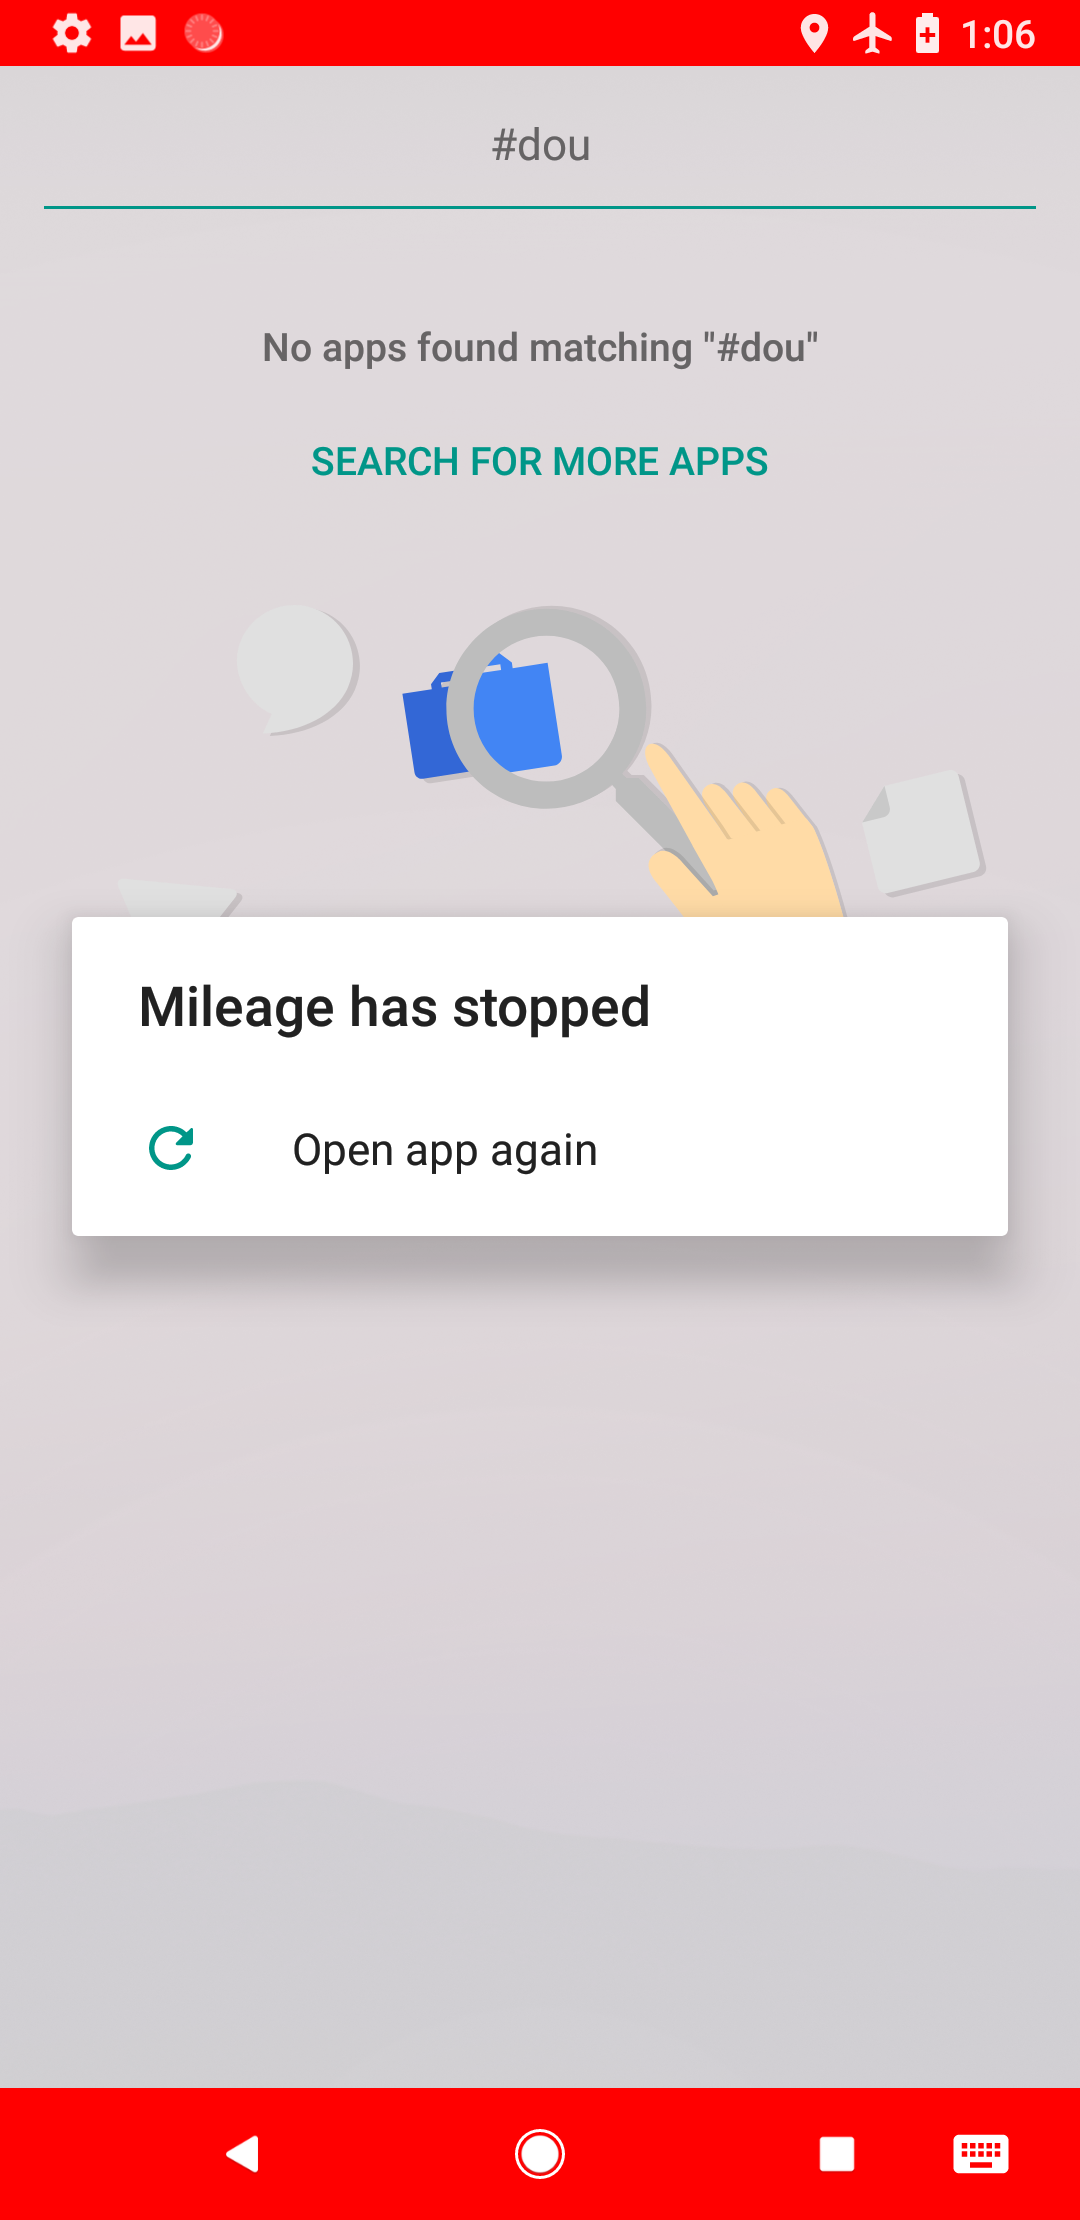 1:06
#dou
No apps found matching "#dou"
SEARCH FOR MORE APPS
Mileage has stopped
Open app again